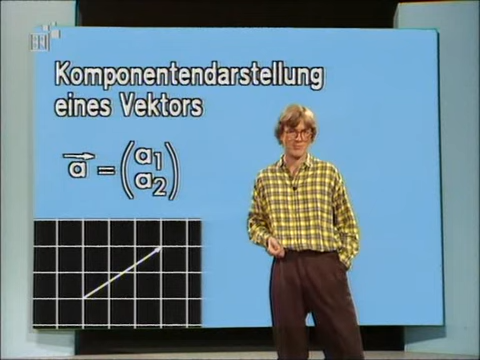 Komponentendarstellung
eines Vektors
a⃗ = (a₁
a₂)